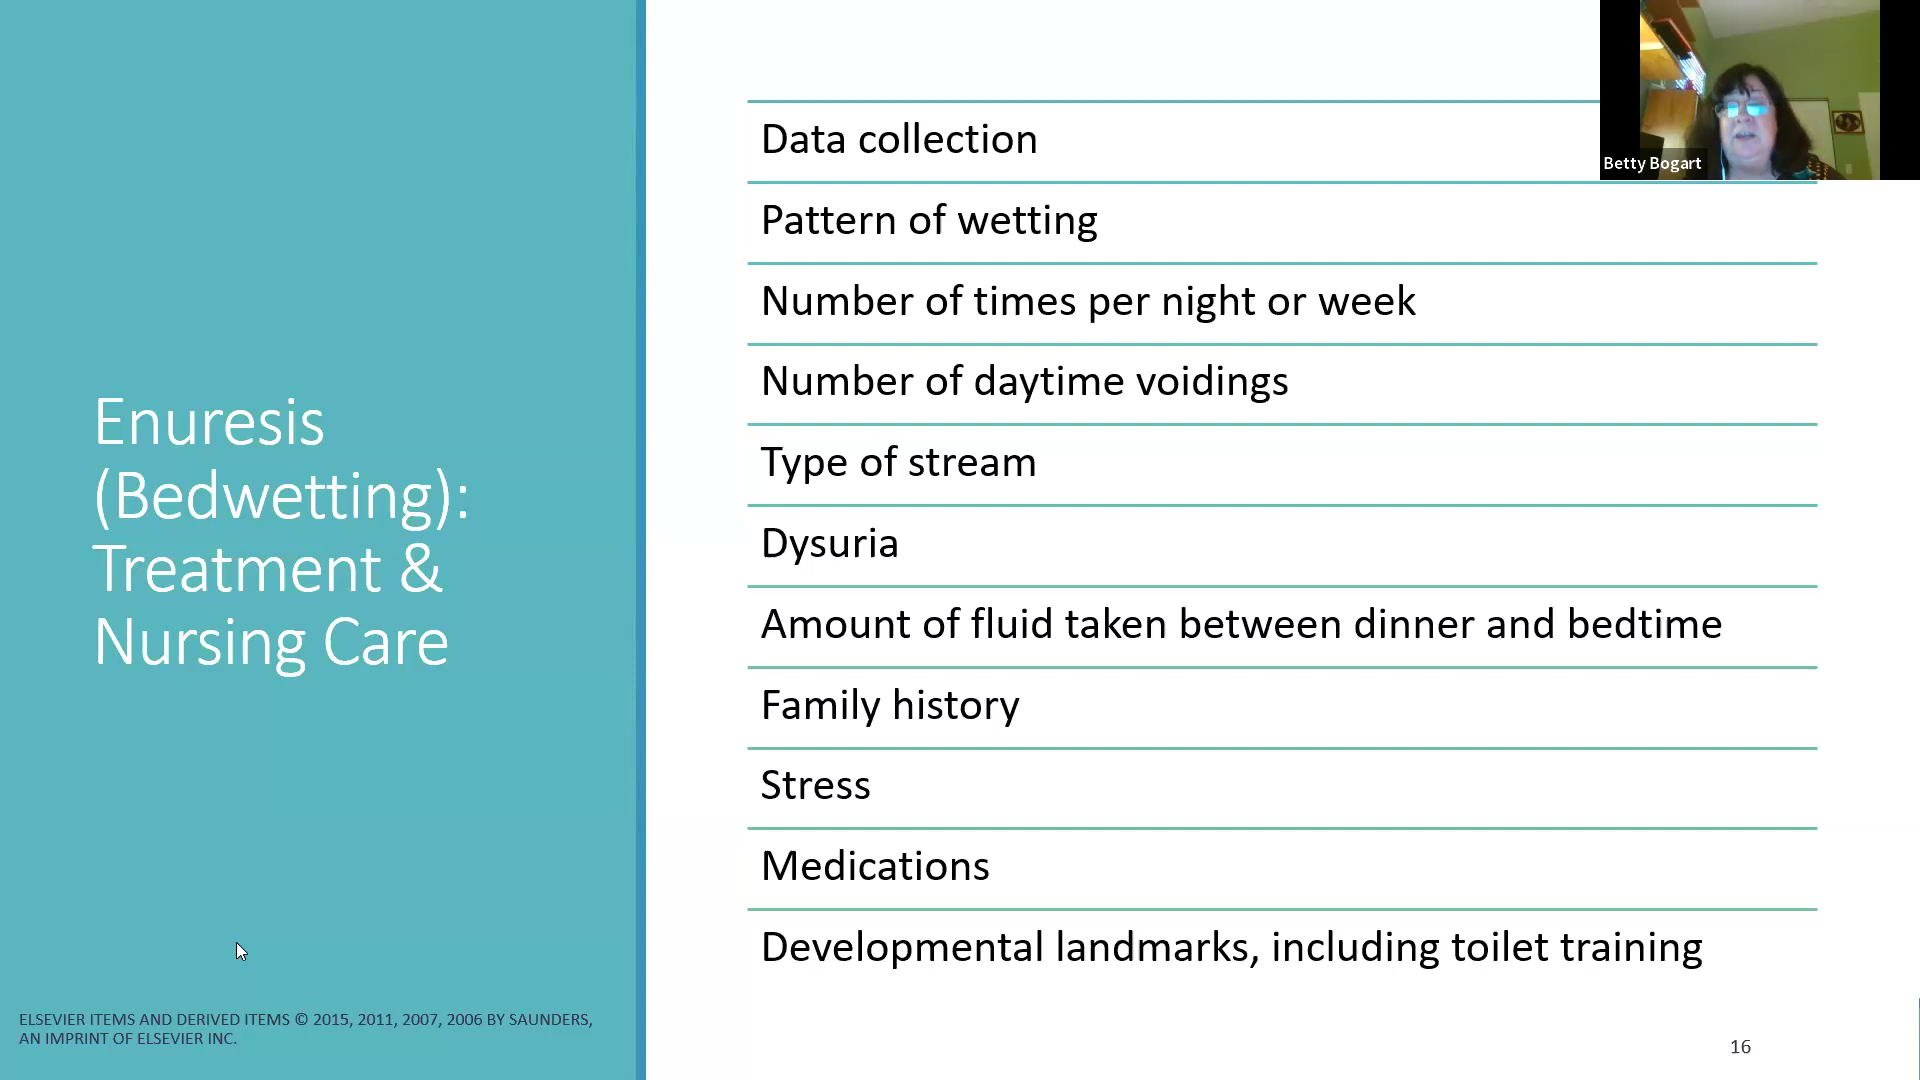 Enuresis
(Bedwetting):
Treatment &
Nursing Care
ELSEVIER ITEMS AND DERIVED ITEMS © 2015, 2011, 2007, 2006 BY SAUNDERS,
AN IMPRINT OF ELSEVIER INC.
Data collection
Pattern of wetting
Number of times per night or week
Number of daytime voidings
Type of stream
Dysuria
Amount of fluid taken between dinner and bedtime
Family history
Stress
Medications
Developmental landmarks, including toilet training
Betty Bogart
16